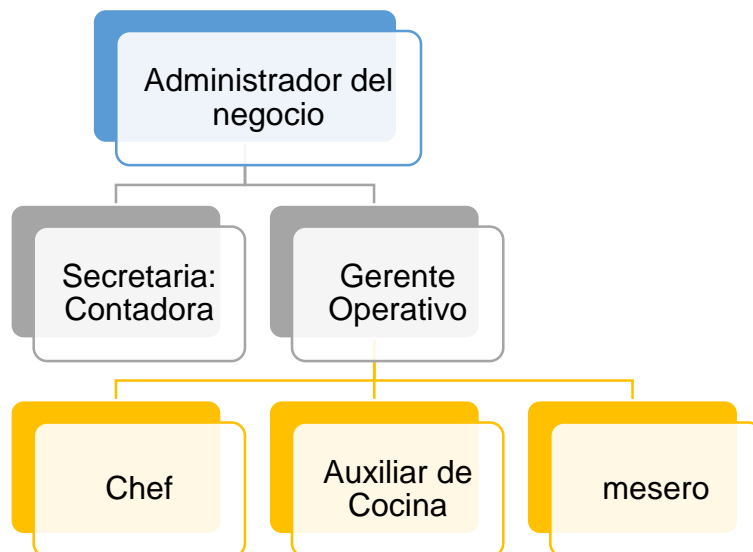 Administrador del
negocio
Secretaria:
Contadora
Gerente
Operativo
Chef
Auxiliar de
Cocina
mesero